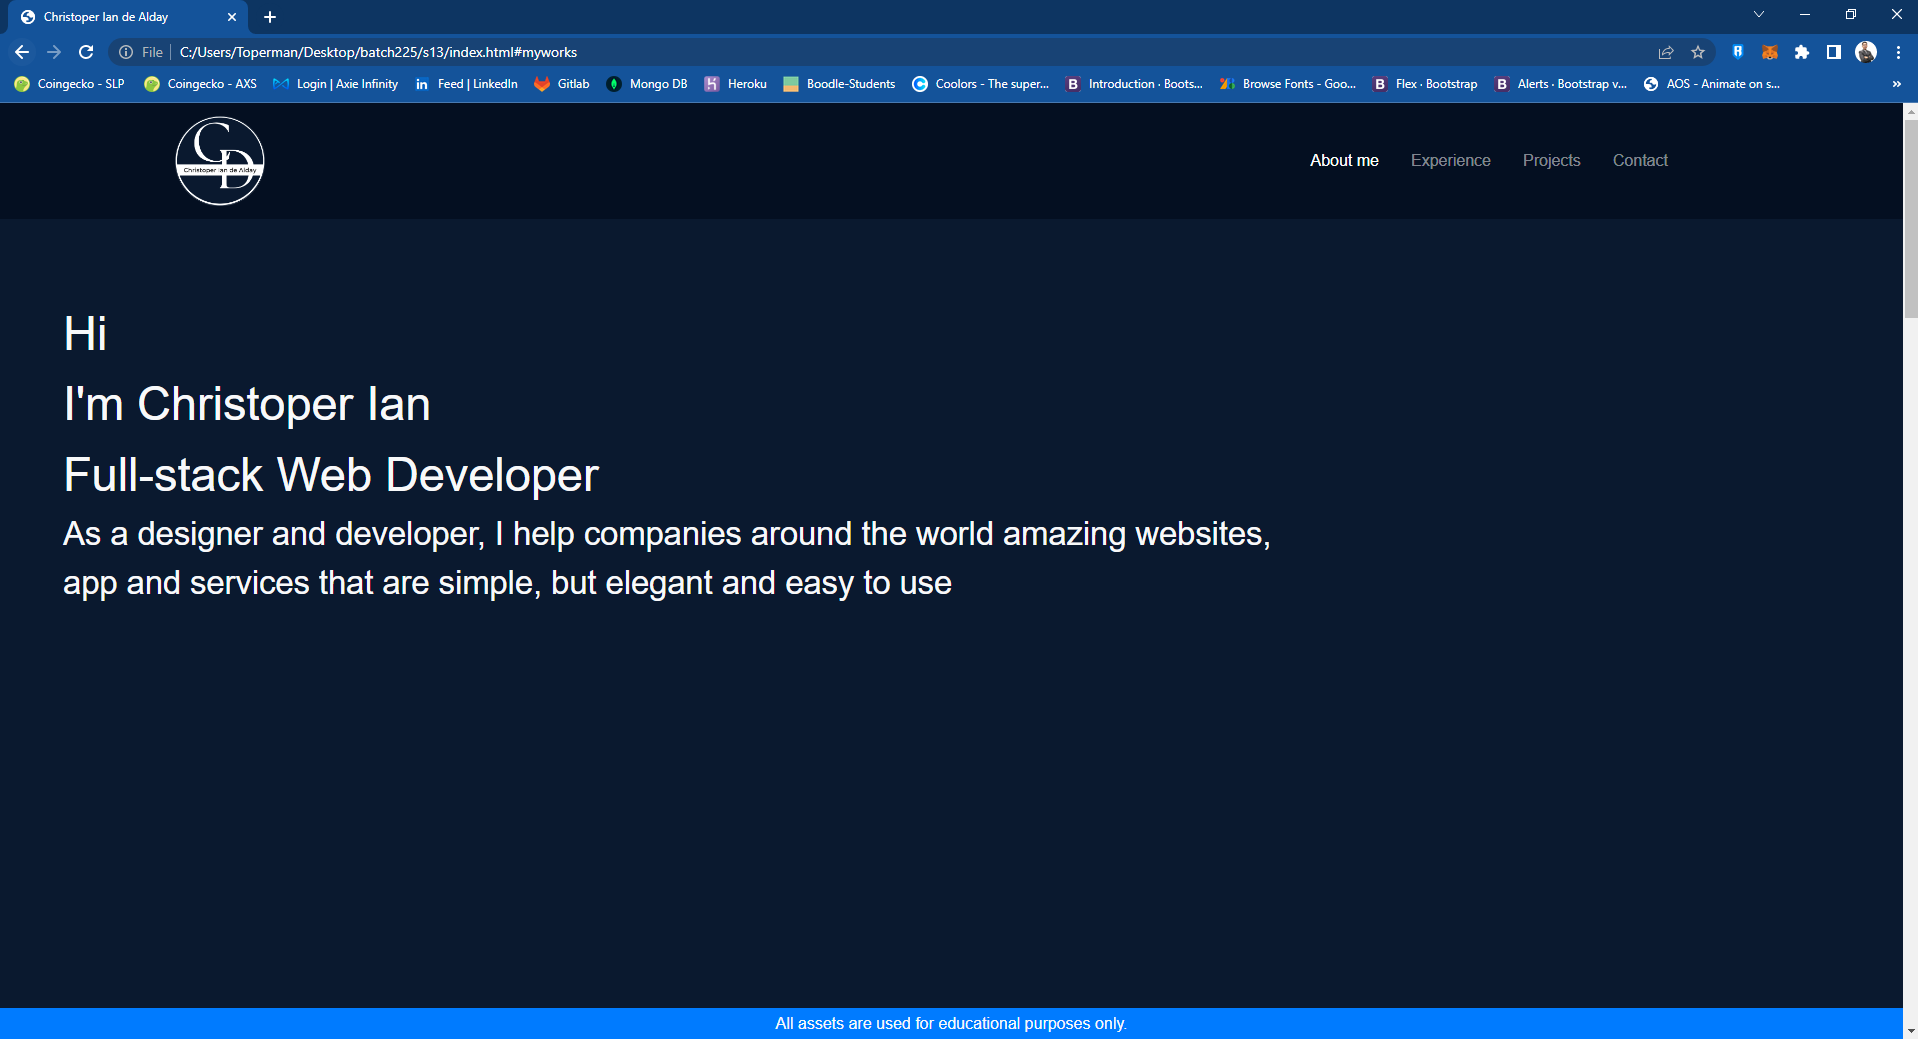 Christoper Ian de Alday
File
C:/Users/Toperman/Desktop/batch225/s13/index.html#myworks
Coingecko - SLP
Coingecko - AXS
Login | Axie Infinity
Feed | LinkedIn
Gitlab
Mongo DB
Heroku
Boodle-Students
Coolors - The super...
Introduction · Boots...
Browse Fonts - Goo...
Flex · Bootstrap
Alerts · Bootstrap v...
AOS - Animate on s...
CD
Christoper Ian de Alday
About me
Experience
Projects
Contact
Hi
I'm Christoper Ian
Full-stack Web Developer
As a designer and developer, I help companies around the world amazing websites,
app and services that are simple, but elegant and easy to use
All assets are used for educational purposes only.